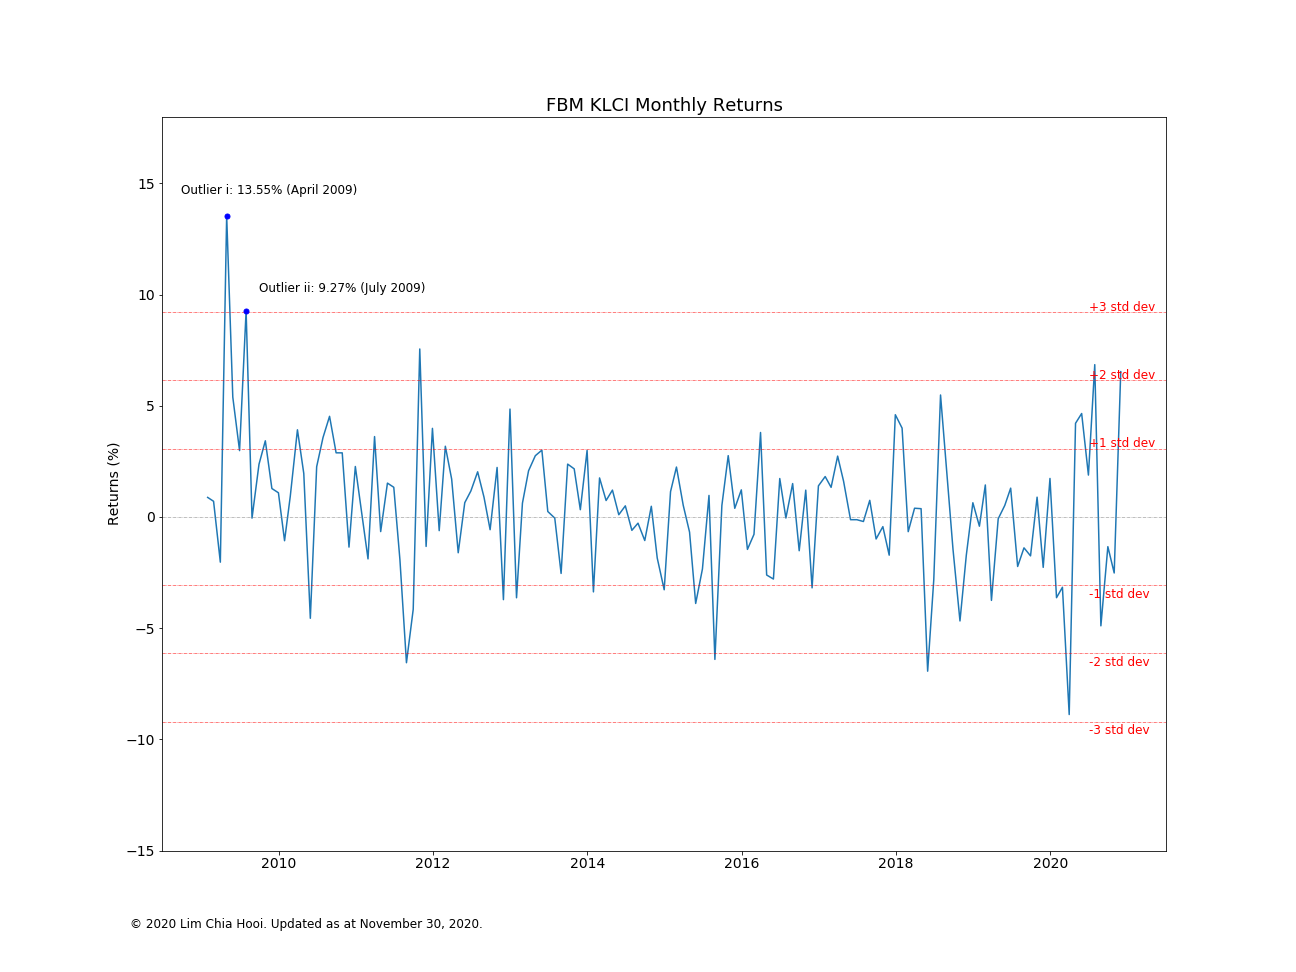 FBM KLCI Monthly Returns
15
Outlier i: 13.55% (April 2009)
Outlier ii: 9.27% (July 2009)
10
+3 std dev
+2 std dev
5
+1 std dev
Returns (%)
0
-1 std dev
−5
-2 std dev
-3 std dev
−10
−15
2010 2012 2014 2016 2018 2020
© 2020 Lim Chia Hooi. Updated as at November 30, 2020.